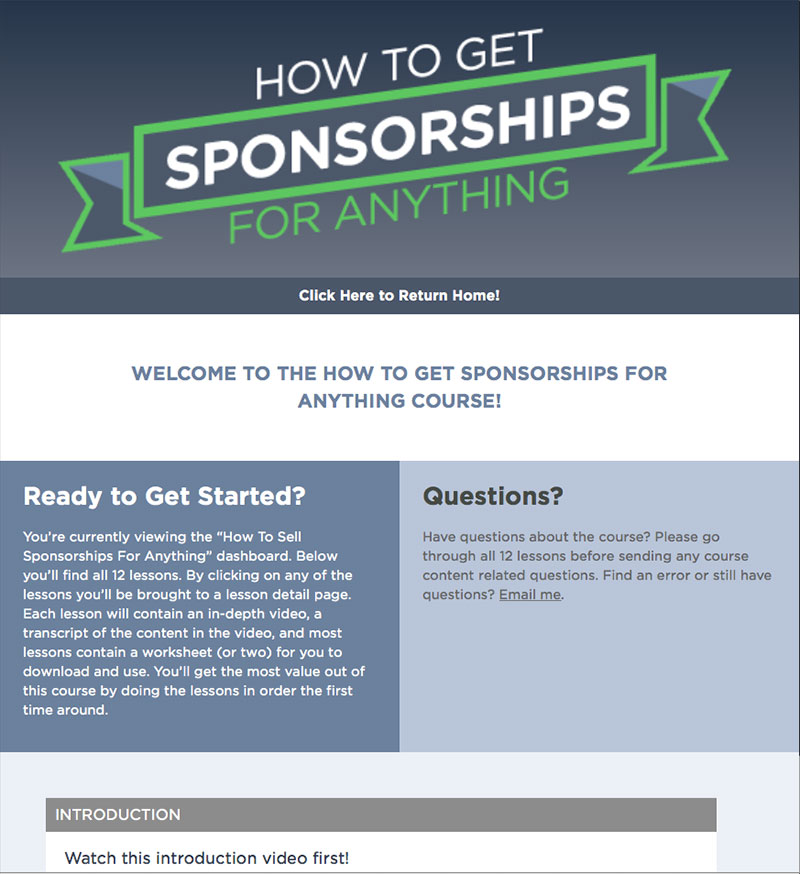 HOW TO GET
SPONSORSHIPS
FOR ANYTHING
Click Here to Return Home!
WELCOME TO THE HOW TO GET SPONSORSHIPS FOR
ANYTHING COURSE!
Ready to Get Started?
You’re currently viewing the “How To Sell
Sponsorships For Anything” dashboard. Below
you’ll find all 12 lessons. By clicking on any of the
lessons you’ll be brought to a lesson detail page.
Each lesson will contain an in-depth video, a
transcript of the content in the video, and most
lessons contain a worksheet (or two) for you to
download and use. You’ll get the most value out of
this course by doing the lessons in order the first
time around.
Questions?
Have questions about the course? Please go
through all 12 lessons before sending any course
content related questions. Find an error or still have
questions? Email me.
INTRODUCTION
Watch this introduction video first!